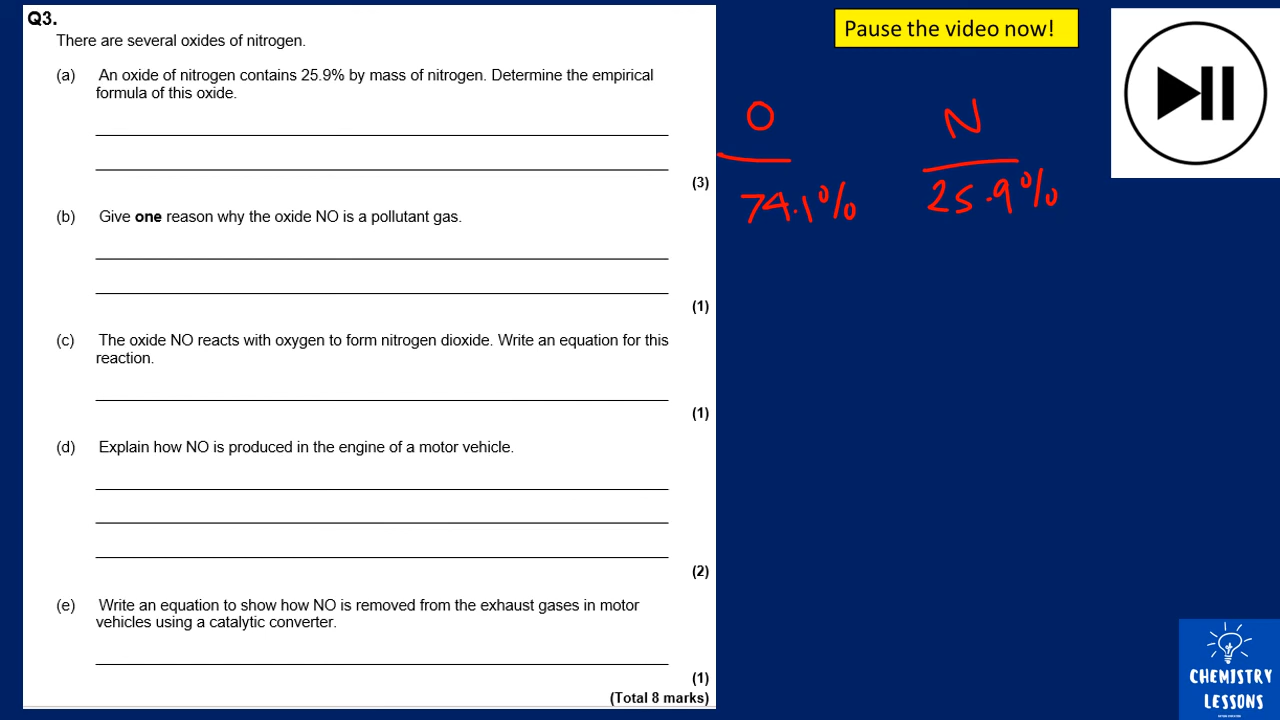 Q3.
There are several oxides of nitrogen.
(a) An oxide of nitrogen contains 25.9% by mass of nitrogen. Determine the empirical
formula of this oxide.
(3)
(b) Give one reason why the oxide NO is a pollutant gas.
(1)
(c) The oxide NO reacts with oxygen to form nitrogen dioxide. Write an equation for this
reaction.
(1)
(d) Explain how NO is produced in the engine of a motor vehicle.
(2)
(e) Write an equation to show how NO is removed from the exhaust gases in motor
vehicles using a catalytic converter.
(1)
(Total 8 marks)
Pause the video now!
O N
74.1% 25.9%
CHEMISTRY
LESSONS